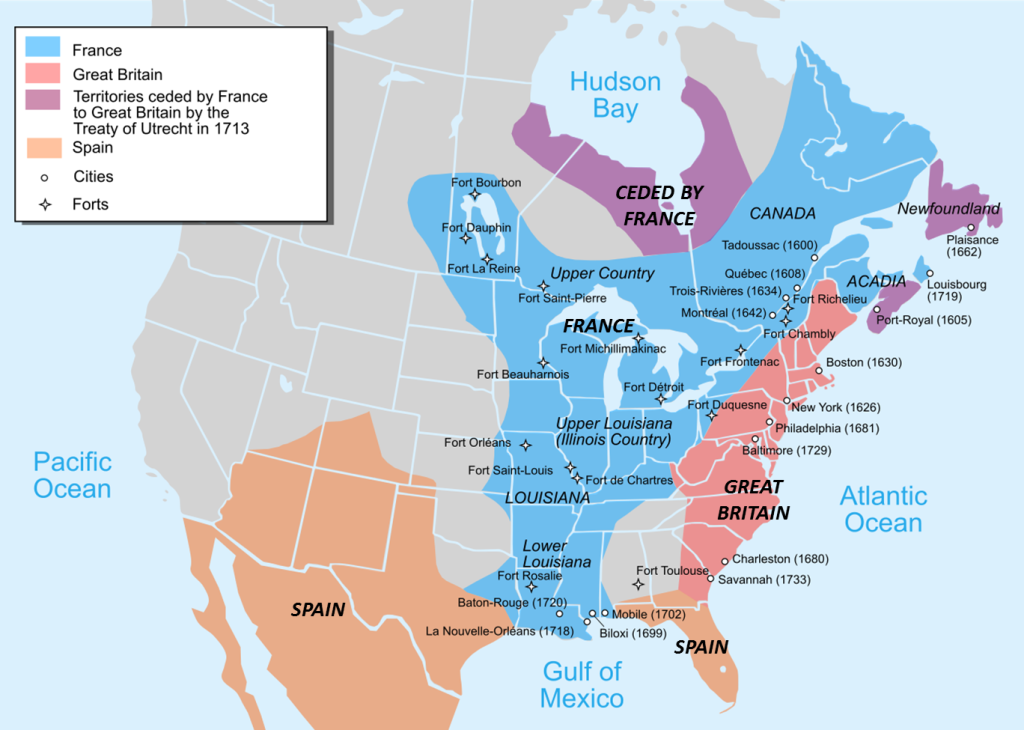 France
Great Britain
Territories ceded by France
to Great Britain by the
Treaty of Utrecht in 1713
Spain
Cities
Forts
Hudson
Bay
CEDED BY
FRANCE
CANADA
Newfoundland
Plaisance
(1662)
Fort Bourbon
Fort Dauphin
Fort La Reine
Upper Country
Fort Saint-Pierre
Tadoussac (1600)
Québec (1608)
ACADIA
Louisbourg
(1719)
Trois-Rivières (1634)
Fort Richelieu
Montréal (1642)
Port-Royal (1605)
FRANCE
Fort Chambly
Fort Michillimakinac
Fort Frontenac
Fort Beauharnois
Boston (1630)
Fort Détroit
Fort Duquesne
New York (1626)
Upper Louisiana
(Illinois Country)
Philadelphia (1681)
Fort Orléans
Baltimore (1729)
Fort Saint-Louis
Fort de Chartres
Pacific
Ocean
LOUISIANA
GREAT
BRITAIN
Atlantic
Ocean
Lower
Louisiana
Charleston (1680)
Fort Rosalie
Fort Toulouse
Savannah (1733)
Baton-Rouge (1720)
Mobile (1702)
SPAIN
La Nouvelle-Orléans (1718)
Biloxi (1699)
SPAIN
Gulf of
Mexico